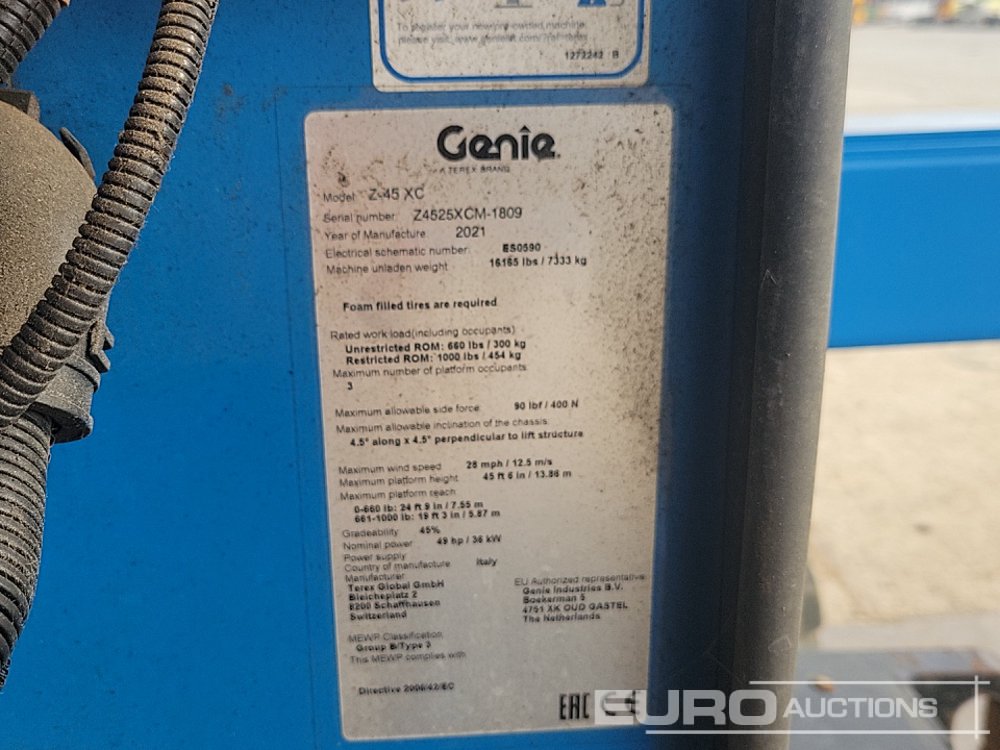 To register your newly-owned machine,
please visit, www.genielift.com/
1272242 B
Genie
A TEREX BRAND
Model Z-45 XC
Serial number Z4525XCM-1809
Year of Manufacture 2021
Electrical schematic number ES0590
Machine unladen weight 16165 lbs / 7333 kg
Foam filled tires are required
Rated work load(including occupants)
Unrestricted ROM: 660 lbs / 300 kg
Restricted ROM: 1000 lbs / 454 kg
Maximum number of platform occupants
3
Maximum allowable side force 90 lbf / 400 N
Maximum allowable inclination of the chassis
4.5° along x 4.5° perpendicular to lift structure
Maximum wind speed 28 mph / 12.5 m/s
Maximum platform height 45 ft 6 in / 13.86 m
Maximum platform reach
0-660 lb: 24 ft 9 in / 7.55 m
661-1000 lb: 19 ft 3 in / 5.87 m
Gradeability 45%
Nominal power 49 hp / 36 kW
Power supply
Country of manufacture Italy
Manufacturer
Terex Global GmbH
Bleicheplatz 2
8200 Schaffhausen
Switzerland
EU Authorized representative
Genie Industries B.V.
Boekerman 5
4751 XK OUD GASTEL
The Netherlands
MEWP Classification
Group B/Type 3
This MEWP complies with
Directive 2006/42/EC
EAC CE
EURO AUCTIONS